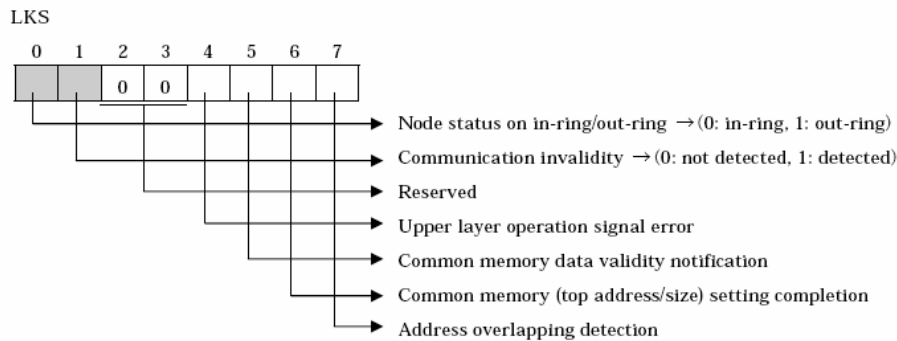 LKS
0 1 2 3 4 5 6 7
0 0
Node status on in-ring/out-ring →(0: in-ring, 1: out-ring)
Communication invalidity →(0: not detected, 1: detected)
Reserved
Upper layer operation signal error
Common memory data validity notification
Common memory (top address/size) setting completion
Address overlapping detection